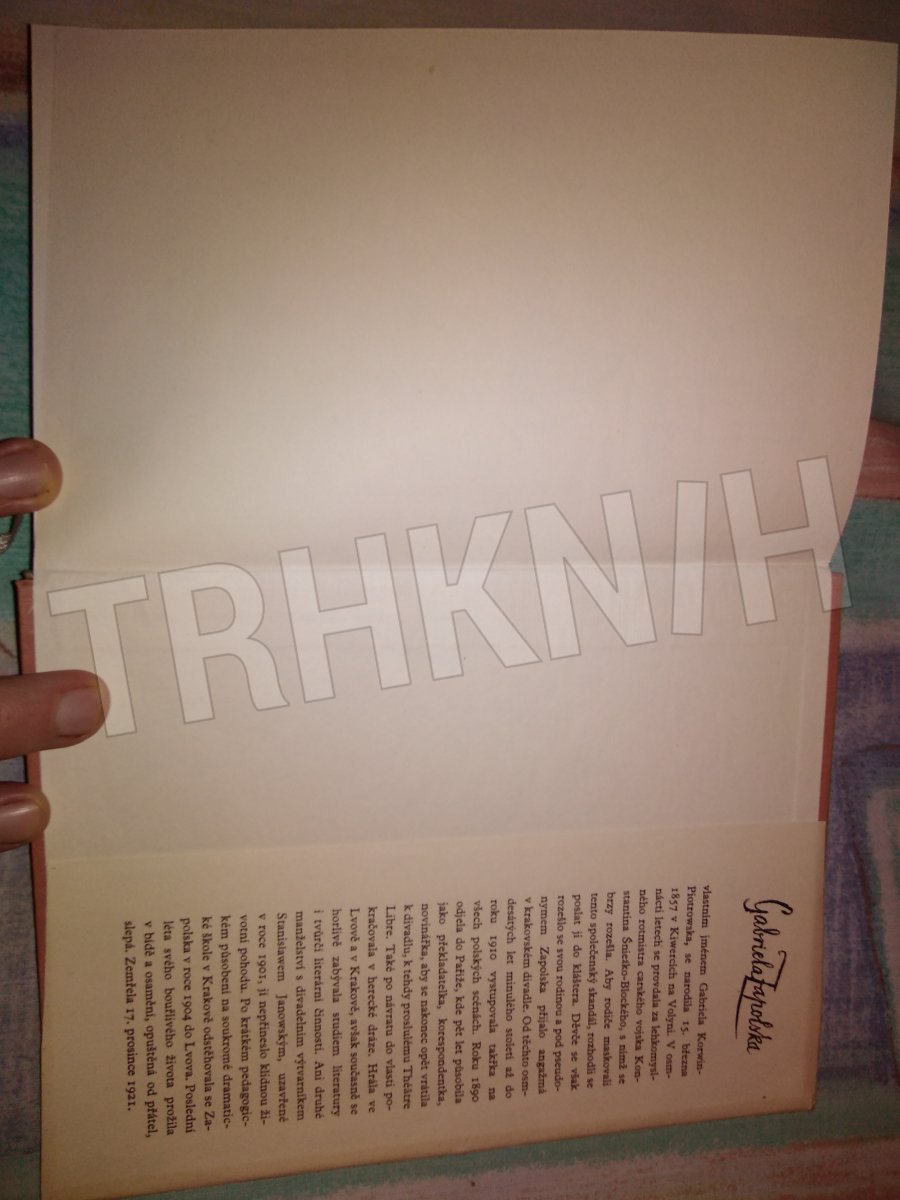 TRHKNIH
Gabriela Zapolska
vlastním jménem Gabriela Korwin-
Piotrowska, se narodila 15. března
1857 v Kiwercích na Volyni. V osm-
nácti letech se provdala za lehkomysl-
ného rotmistra carského vojska Kon-
stantina Śnieżko-Błockého, s nímž se
brzy rozešla. Aby rodiče maskovali
tento společenský skandál, rozhodli se
poslat ji do kláštera. Děvče se však
rozešlo se svou rodinou a pod pseudo-
nymem Zapolska přijalo angažmá
v krakovském divadle. Od těchto osm-
desátých let minulého století až do
roku 1910 vystupovala takřka na
všech polských scénách. Roku 1890
odjela do Paříže, kde pět let působila
jako překladatelka, korespondentka,
novinářka, aby se nakonec opět vrátila
k divadlu, k tehdy proslulému Théâtre
Libre. Také po návratu do vlasti po-
kračovala v herecké dráze. Hrála ve
Lvově a v Krakově, avšak současně se
horlivě zabývala studiem literatury
i tvůrčí literární činností. Ani druhé
manželství s divadelním výtvarníkem
Stanislawem Janowským, uzavřené
v roce 1901, jí nepřineslo klidnou ži-
votní pohodu. Po krátkém pedagogic-
kém působení na soukromé dramatic-
ké škole v Krakově odstěhovala se Za-
polska v roce 1904 do Lvova. Poslední
léta svého bouřlivého života prožila
v bídě a osamění, opuštěná od přátel,
slepá. Zemřela 17. prosince 1921.